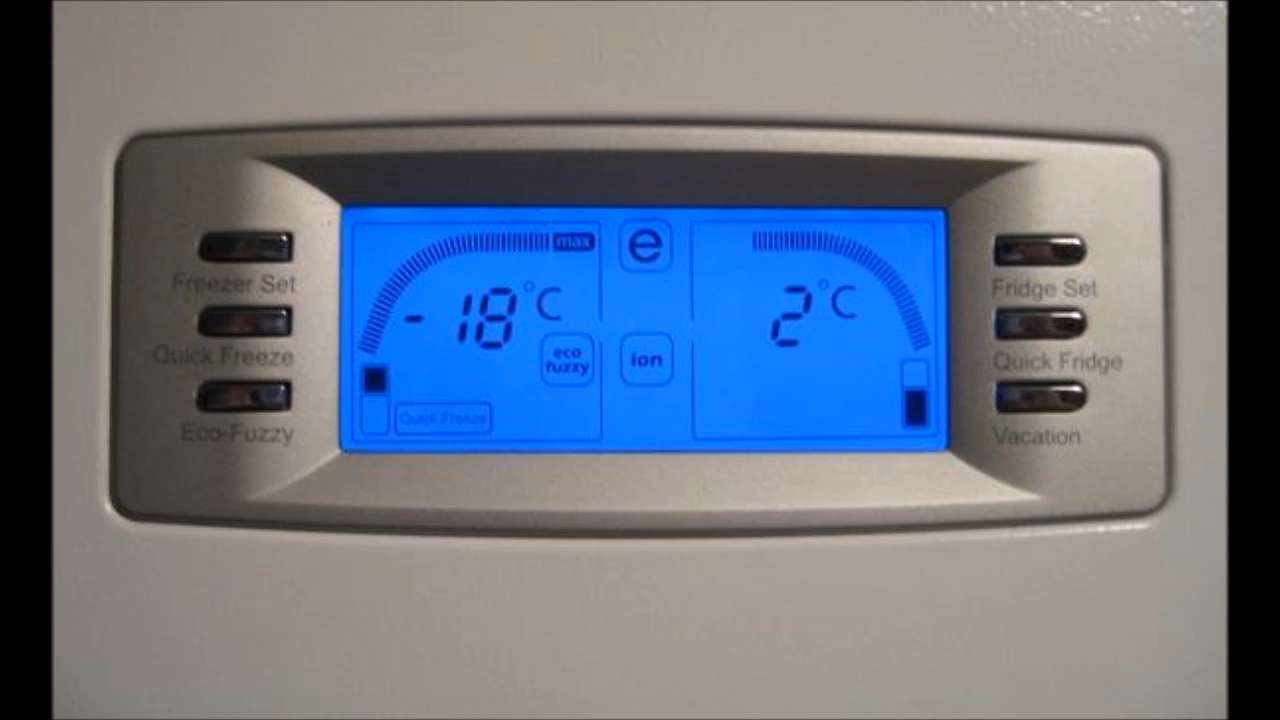 Freezer Set
Quick Freeze
Eco-Fuzzy
max
-18°C
eco
fuzzy
Quick Freeze
e
ion
2°C
Fridge Set
Quick Fridge
Vacation